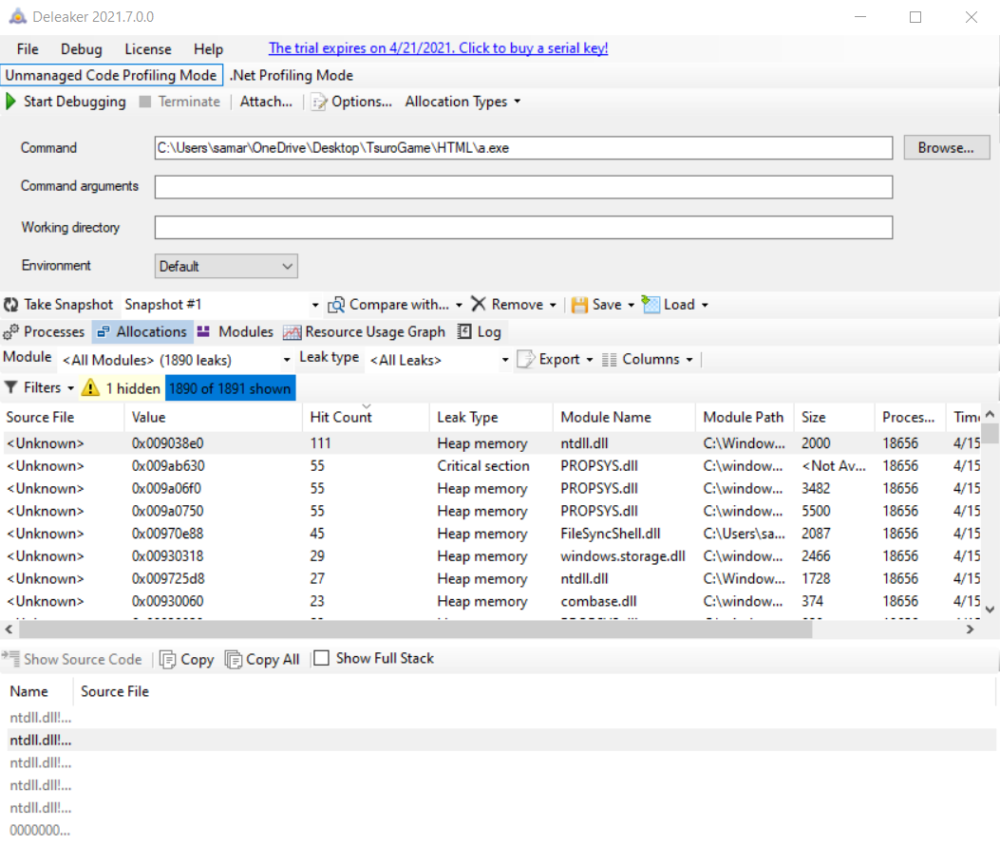 Deleaker 2021.7.0.0
File Debug License Help The trial expires on 4/21/2021. Click to buy a serial key!
Unmanaged Code Profiling Mode .Net Profiling Mode
Start Debugging Terminate Attach... Options... Allocation Types
Command C:\Users\samar\OneDrive\Desktop\TsuroGame\HTML\a.exe Browse...
Command arguments
Working directory
Environment Default
Take Snapshot Snapshot #1 Compare with... Remove Save Load
Processes Allocations Modules Resource Usage Graph Log
Module <All Modules> (1890 leaks) Leak type <All Leaks> Export Columns
Filters 1 hidden 1890 of 1891 shown
Source File Value Hit Count Leak Type Module Name Module Path Size Proces... Tim
<Unknown> 0x009038e0 111 Heap memory ntdll.dll C:\Window... 2000 18656 4/15
<Unknown> 0x009ab630 55 Critical section PROPSYS.dll C:\window... <Not Av... 18656 4/15
<Unknown> 0x009a06f0 55 Heap memory PROPSYS.dll C:\window... 3482 18656 4/15
<Unknown> 0x009a0750 55 Heap memory PROPSYS.dll C:\window... 5500 18656 4/15
<Unknown> 0x00970e88 45 Heap memory FileSyncShell.dll C:\Users\sa... 2087 18656 4/15
<Unknown> 0x00930318 29 Heap memory windows.storage.dll C:\window... 2466 18656 4/15
<Unknown> 0x009725d8 27 Heap memory ntdll.dll C:\Window... 1728 18656 4/15
<Unknown> 0x00930060 23 Heap memory combase.dll C:\window... 374 18656 4/15
Show Source Code Copy Copy All Show Full Stack
Name Source File
ntdll.dll!...
ntdll.dll!...
ntdll.dll!...
ntdll.dll!...
ntdll.dll!...
0000000...